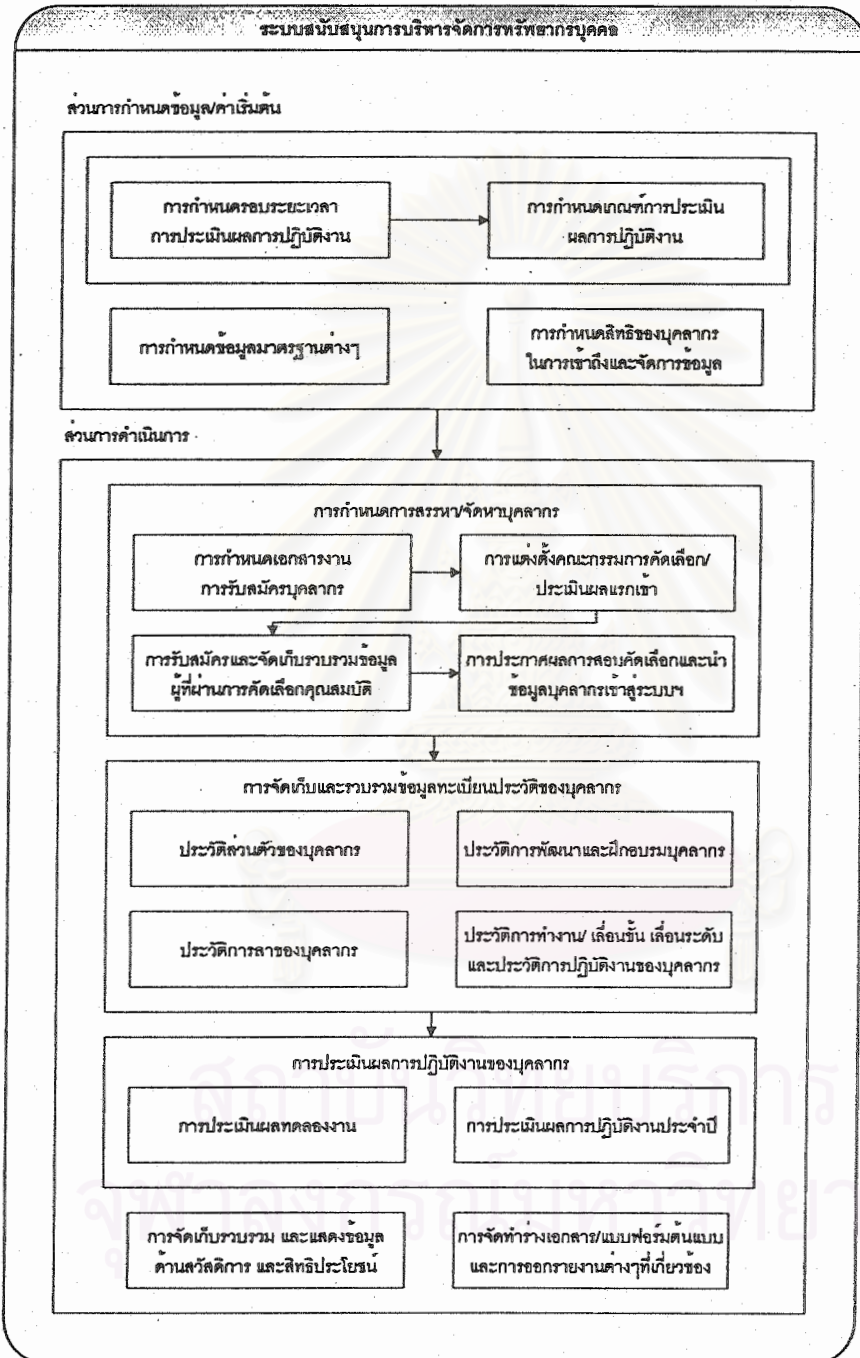 ระบบสนับสนุนการบริหารจัดการทรัพยากรบุคคล
ส่วนการกำหนดข้อมูล/ค่าเริ่มต้น
การกำหนดรอบระยะเวลา
การประเมินผลการปฏิบัติงาน
การกำหนดเกณฑ์การประเมิน
ผลการปฏิบัติงาน
การกำหนดข้อมูลมาตรฐานต่างๆ
การกำหนดสิทธิของบุคลากร
ในการเข้าถึงและจัดการข้อมูล
ส่วนการดำเนินการ
การกำหนดการสรรหา/จัดหาบุคลากร
การกำหนดเอกสารงาน
การรับสมัครบุคลากร
การแต่งตั้งคณะกรรมการคัดเลือก/
ประเมินผลแรกเข้า
การรับสมัครและจัดเก็บรวบรวมข้อมูล
ผู้ที่ผ่านการคัดเลือกคุณสมบัติ
การประกาศผลการสอบคัดเลือกและนำ
ข้อมูลบุคลากรเข้าสู่ระบบฯ
การจัดเก็บและรวบรวมข้อมูลทะเบียนประวัติของบุคลากร
ประวัติส่วนตัวของบุคลากร
ประวัติการพัฒนาและฝึกอบรมบุคลากร
ประวัติการลาของบุคลากร
ประวัติการทำงาน/ เลื่อนขั้น เลื่อนระดับ
และประวัติการปฏิบัติงานของบุคลากร
การประเมินผลการปฏิบัติงานของบุคลากร
การประเมินผลทดลองงาน
การประเมินผลการปฏิบัติงานประจำปี
การจัดเก็บรวบรวม และแสดงข้อมูล
ด้านสวัสดิการ และสิทธิประโยชน์
การจัดทำร่างเอกสาร/แบบฟอร์มต้นแบบ
และการออกรายงานต่างๆที่เกี่ยวข้อง
สถาบันวิทยบริการ
จุฬาลงกรณ์มหาวิทยา